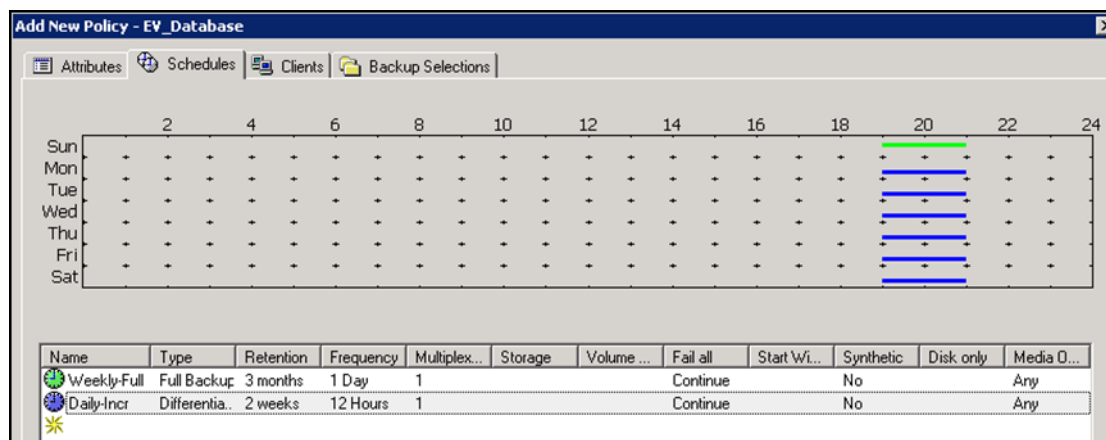 Add New Policy - EV_Database
Attributes Schedules Clients Backup Selections
2 4 6 8 10 12 14 16 18 20 22 24
Sun
Mon
Tue
Wed
Thu
Fri
Sat
Name Type Retention Frequency Multiplex... Storage Volume ... Fail all Start Wi... Synthetic Disk only Media O...
Weekly-Full Full Backup 3 months 1 Day 1 Continue No Any
Daily-Incr Differentia.. 2 weeks 12 Hours 1 Continue No Any